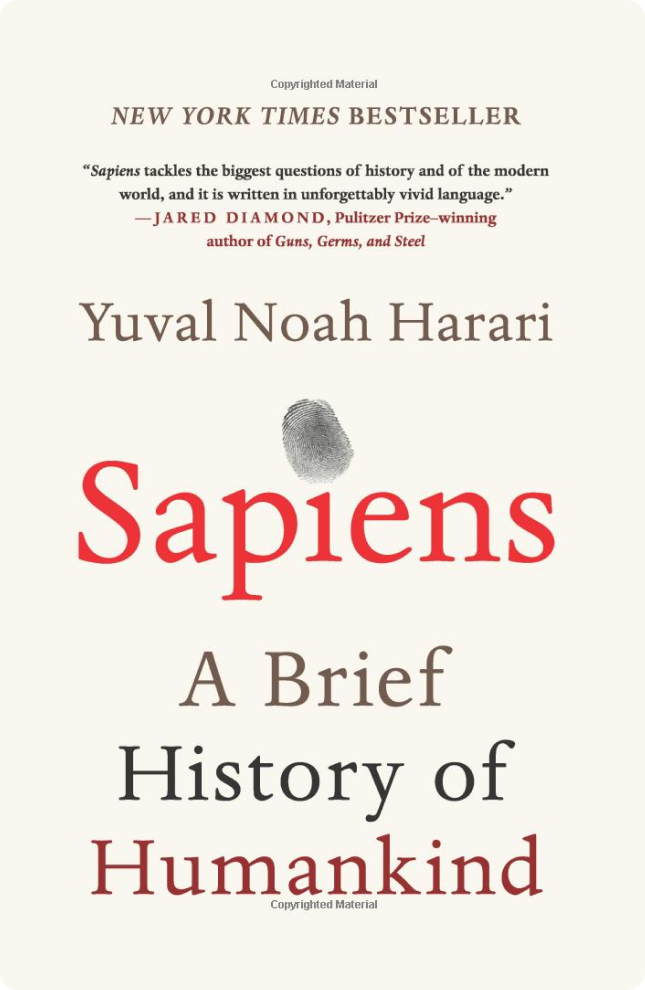 Copyrighted Material
NEW YORK TIMES BESTSELLER
“Sapiens tackles the biggest questions of history and of the modern
world, and it is written in unforgettably vivid language.”
—JARED DIAMOND, Pulitzer Prize–winning
author of Guns, Germs, and Steel
Yuval Noah Harari
Sapiens
A Brief
History of
Humankind
Copyrighted Material